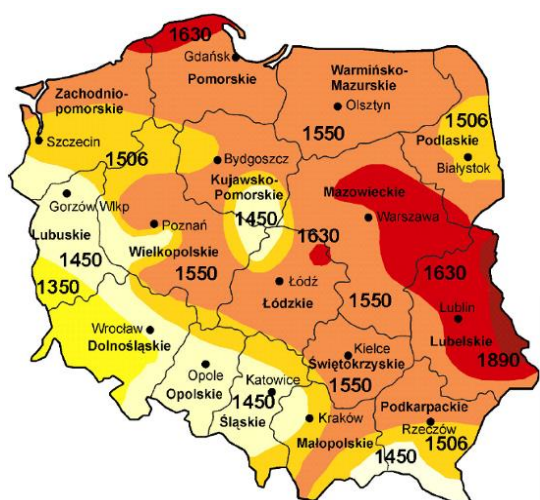 1630
Gdańsk
Pomorskie
Warmińsko-
Mazurskie
Olsztyn
Zachodnio-
pomorskie
Szczecin
1506
1550
1506
Podlaskie
Białystok
Bydgoszcz
Kujawsko-
Pomorskie
1450
Mazowieckie
Warszawa
Gorzów Wlkp
Lubuskie
1450
1350
Poznań
Wielkopolskie
1550
1630
Łódź
Łódzkie
1550
1630
Lublin
Lubelskie
1890
Wrocław
Dolnośląskie
Opole
Opolskie
Katowice
1450
Śląskie
Kielce
Świętokrzyskie
1550
Kraków
Małopolskie
Podkarpackie
Rzeczów
1506
1450